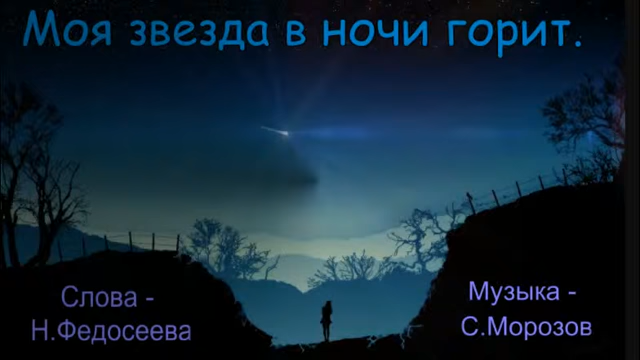 Моя звезда в ночи горит.
Слова -
Н.Федосеева
Музыка -
С.Морозов